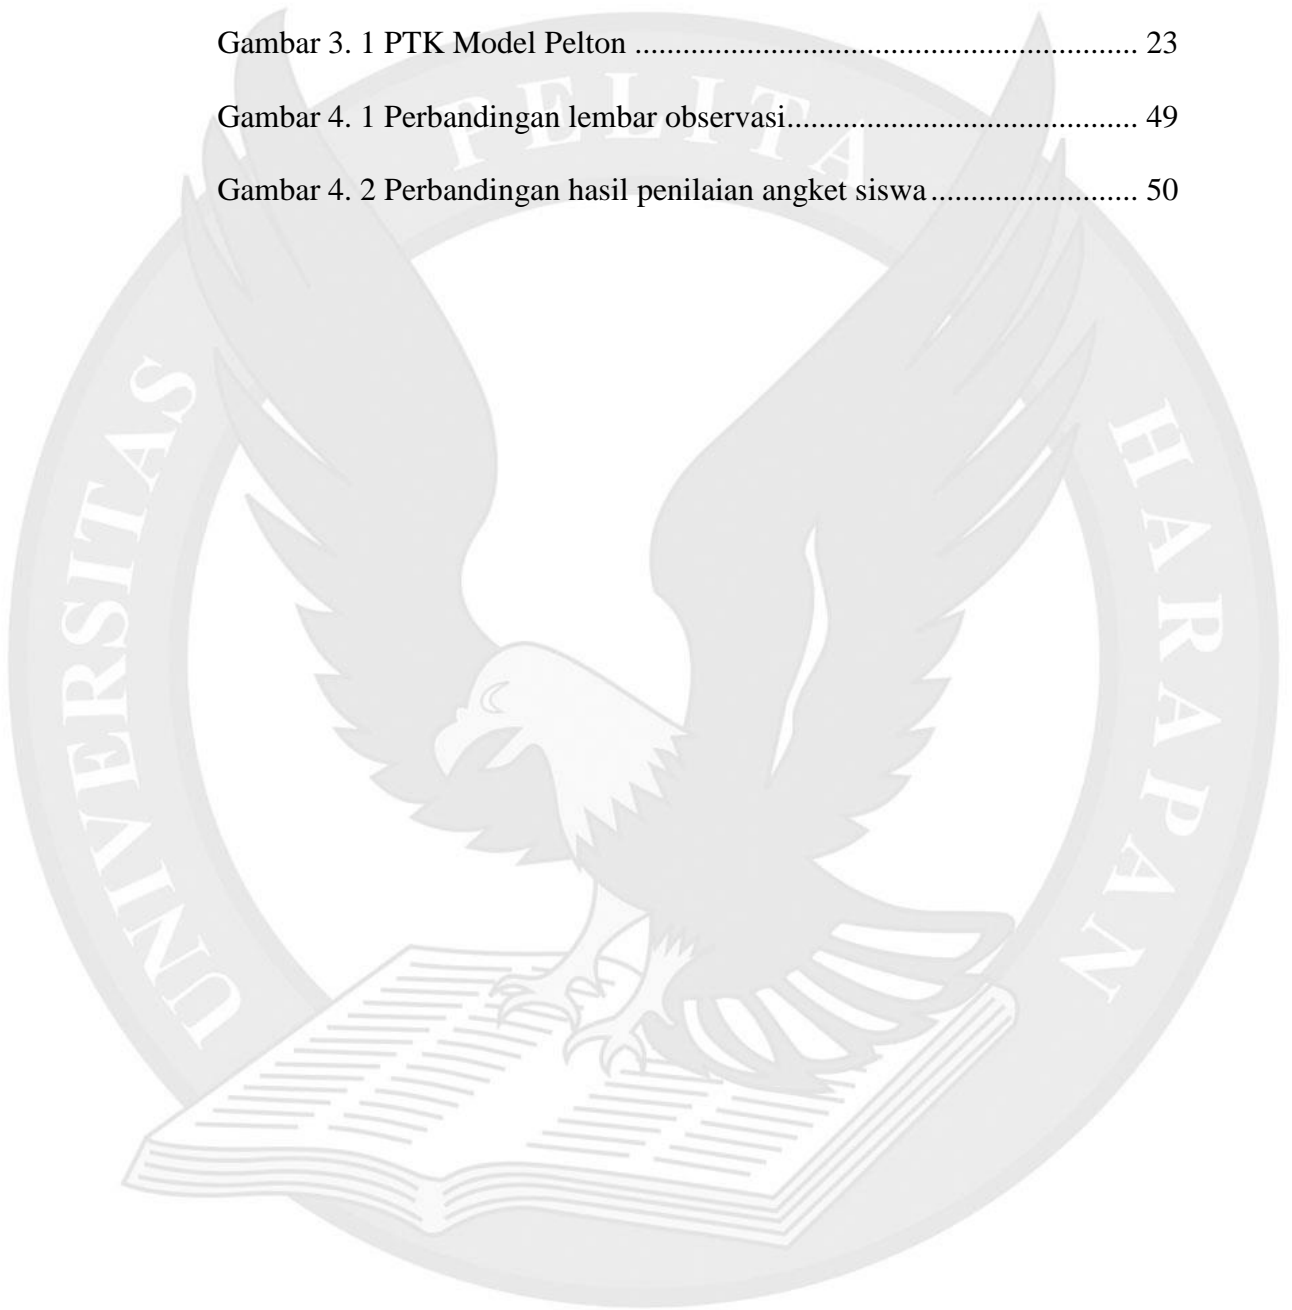 Gambar 3. 1 PTK Model Pelton ................................................................ 23
Gambar 4. 1 Perbandingan lembar observasi............................................. 49
Gambar 4. 2 Perbandingan hasil penilaian angket siswa.......................... 50
UNIVERSITAS PELITA HARAPAN